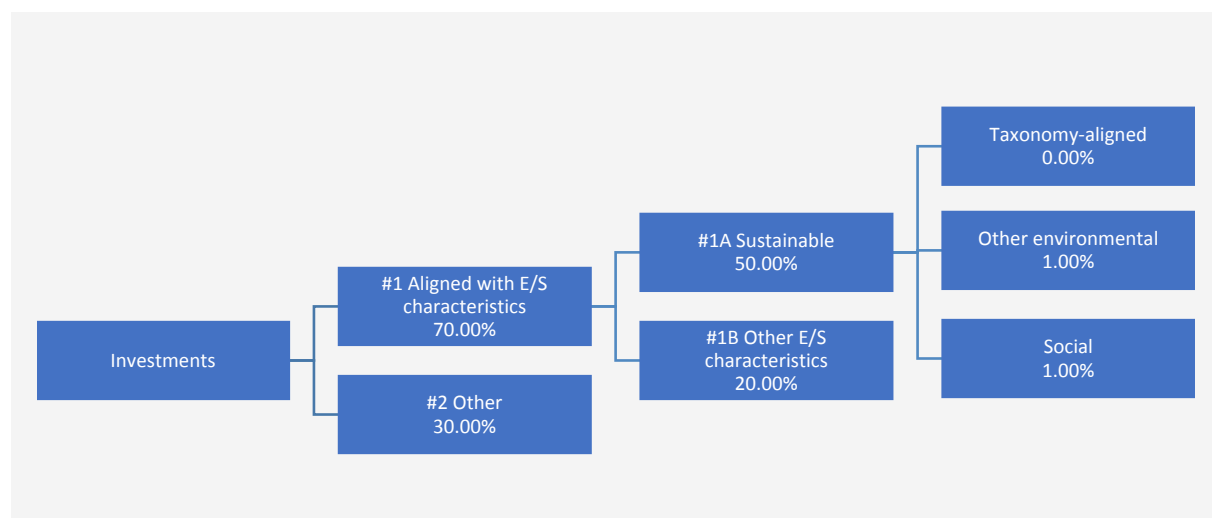 Investments
#1 Aligned with E/S
characteristics
70.00%
#2 Other
30.00%
#1A Sustainable
50.00%
#1B Other E/S
characteristics
20.00%
Taxonomy-aligned
0.00%
Other environmental
1.00%
Social
1.00%